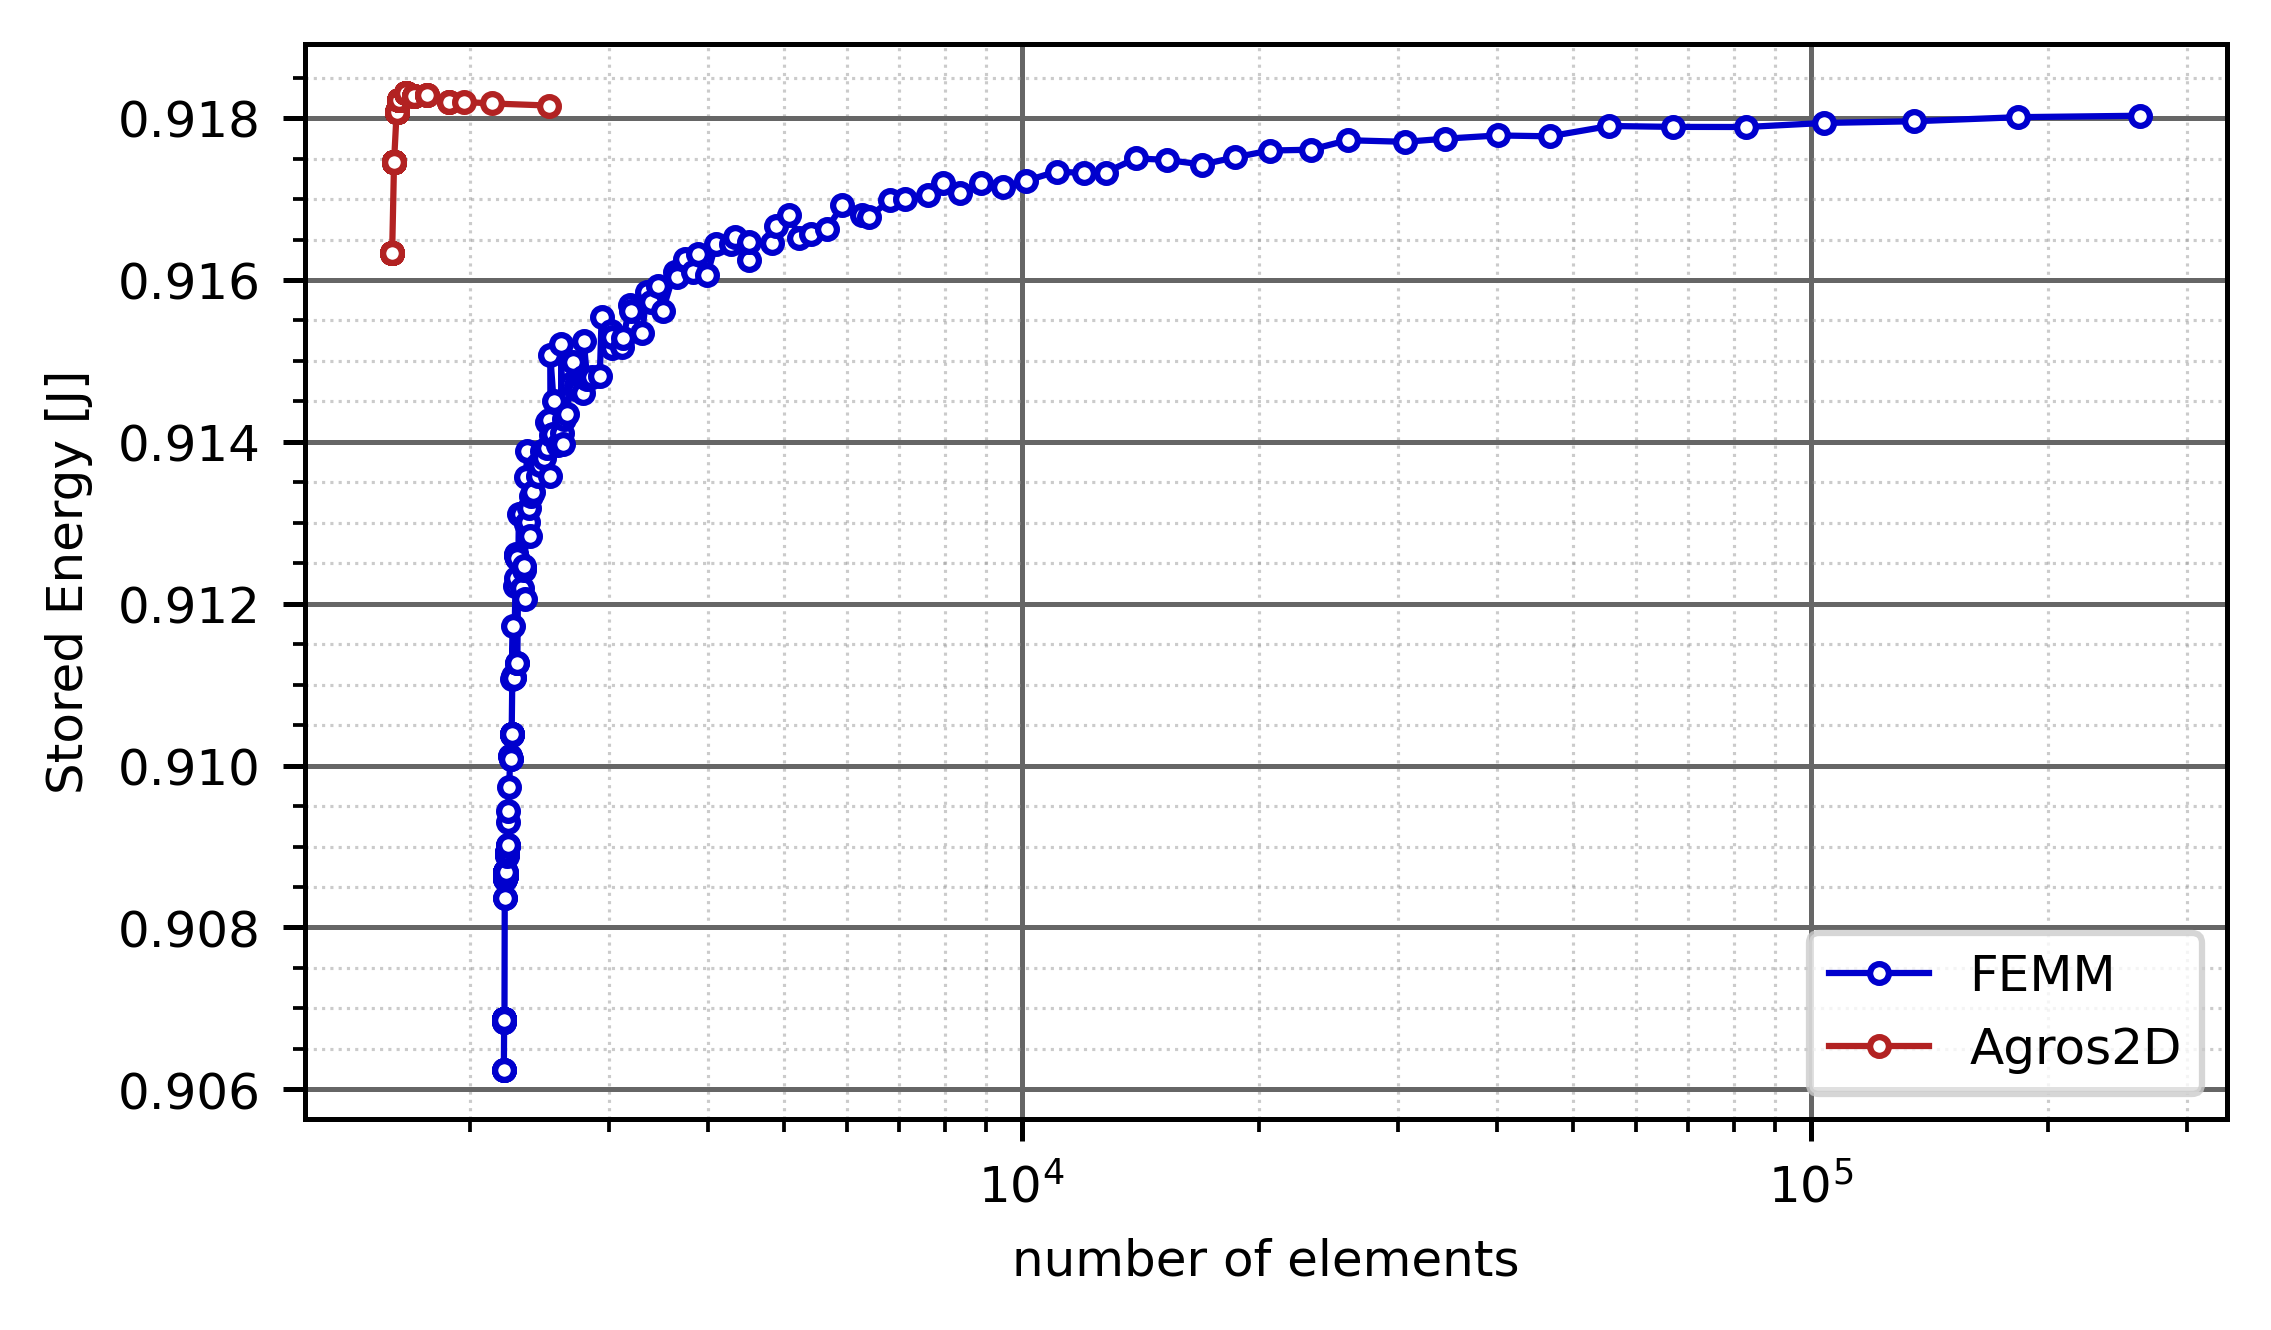 0.918
0.916
0.914
0.912
0.910
0.908
0.906
Stored Energy [J]
10⁴
10⁵
number of elements
FEMM
Agros2D